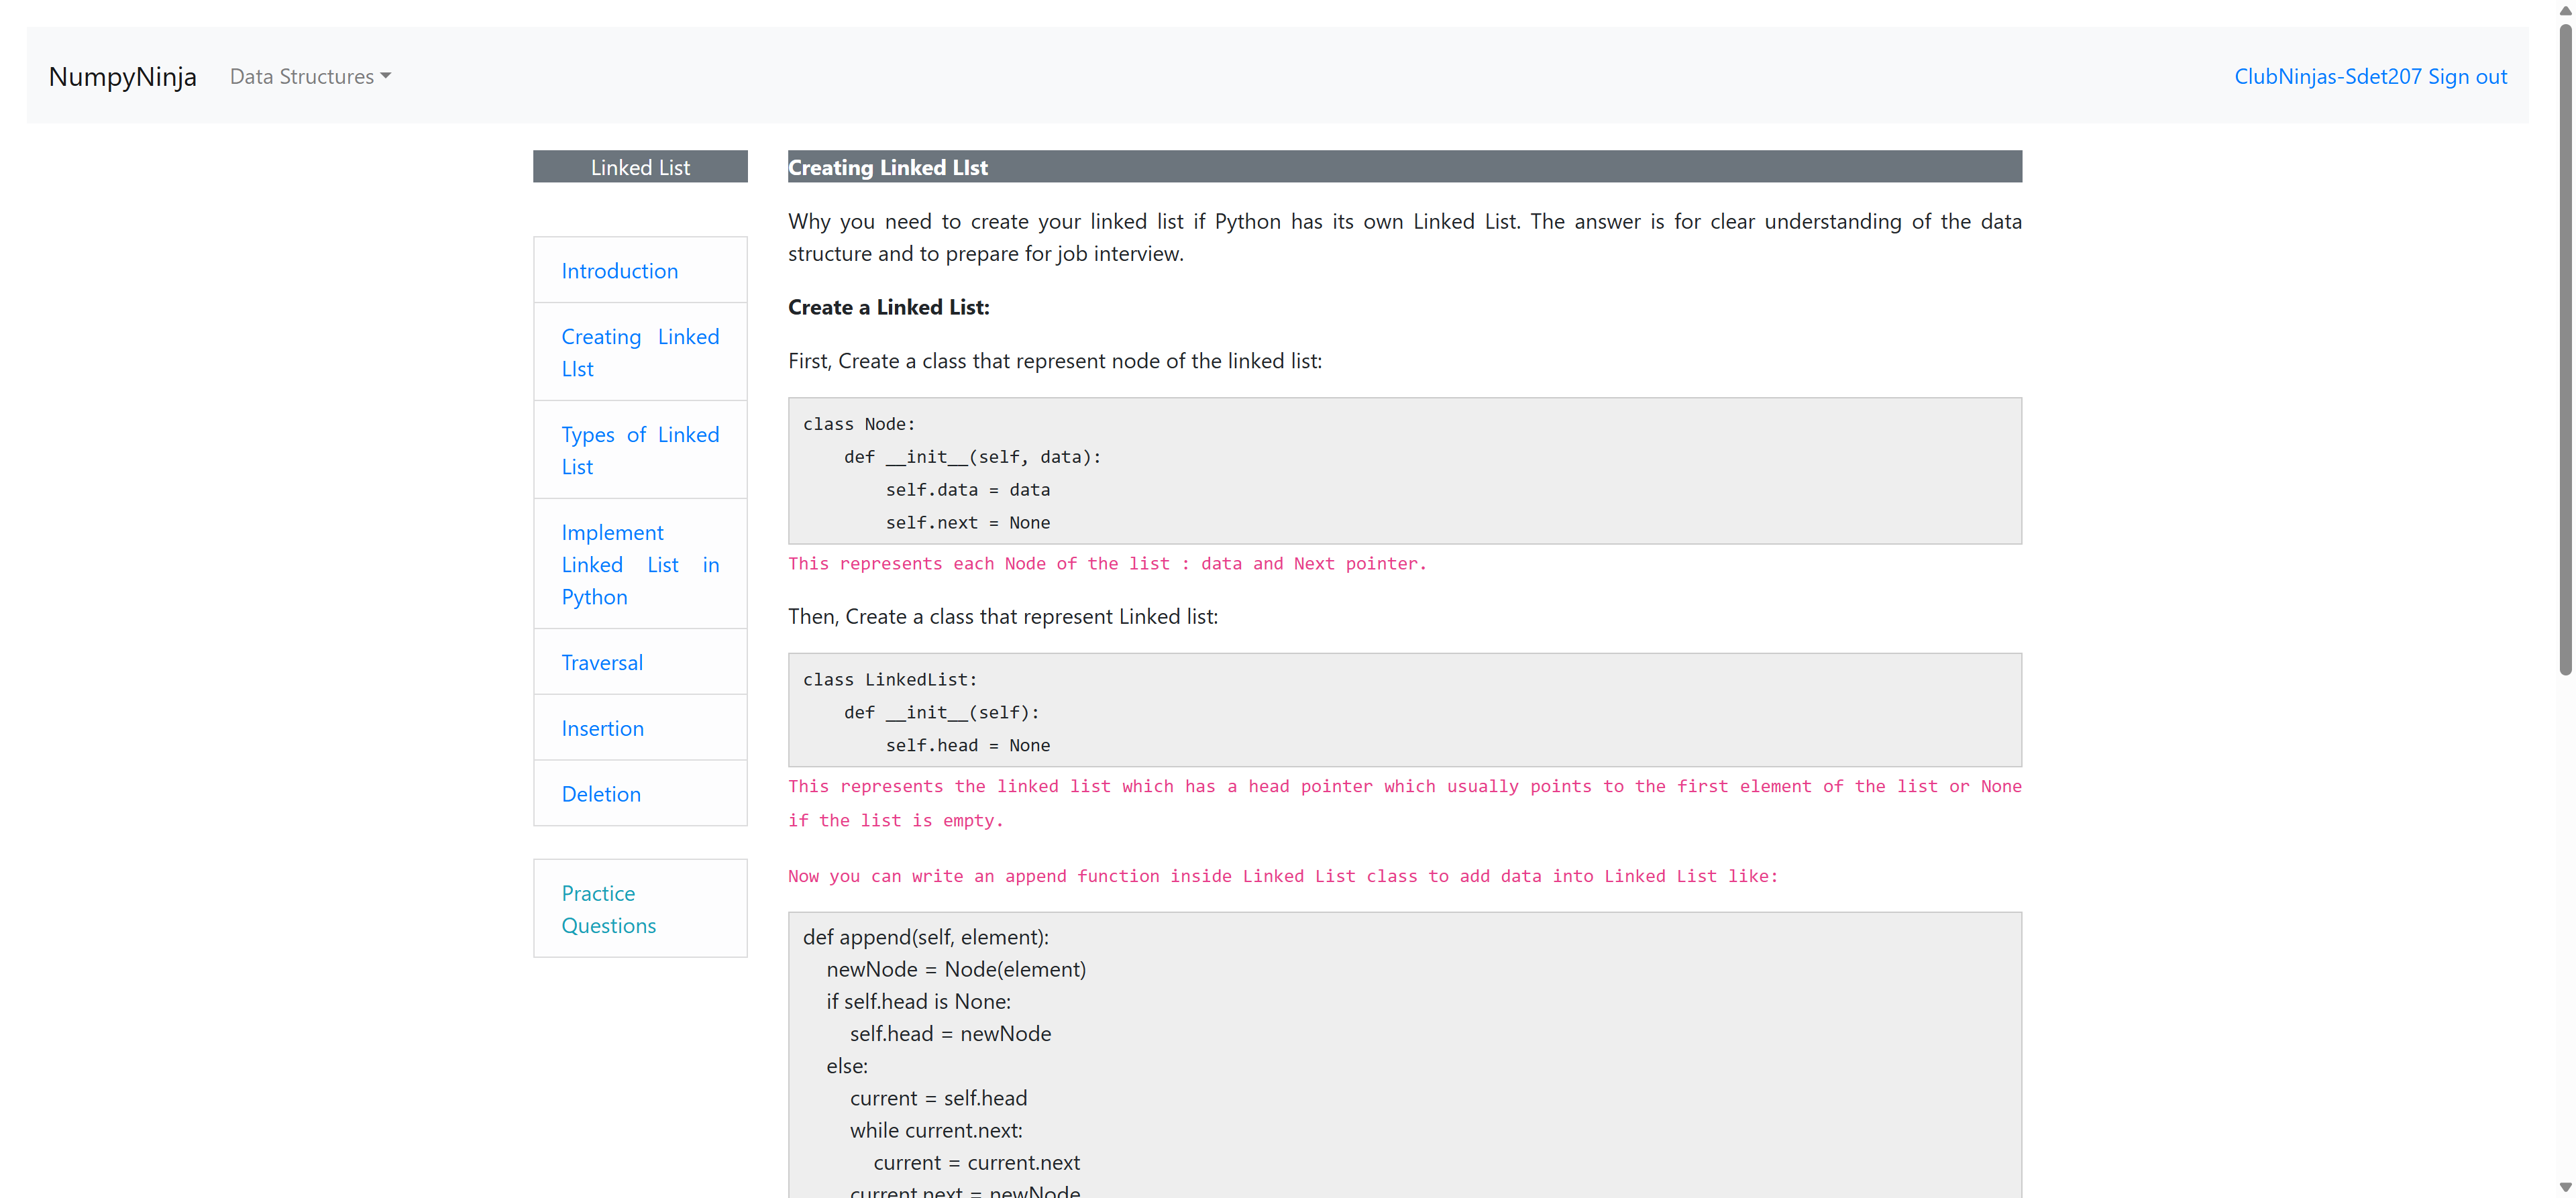 NumpyNinja Data Structures ClubNinjas-Sdet207 Sign out
Linked List
Introduction
Creating Linked
LIst
Types of Linked
List
Implement
Linked List in
Python
Traversal
Insertion
Deletion
Practice
Questions
Creating Linked LIst
Why you need to create your linked list if Python has its own Linked List. The answer is for clear understanding of the data
structure and to prepare for job interview.
Create a Linked List:
First, Create a class that represent node of the linked list:
class Node:
    def __init__(self, data):
        self.data = data
        self.next = None
This represents each Node of the list : data and Next pointer.
Then, Create a class that represent Linked list:
class LinkedList:
    def __init__(self):
        self.head = None
This represents the linked list which has a head pointer which usually points to the first element of the list or None
if the list is empty.
Now you can write an append function inside Linked List class to add data into Linked List like:
def append(self, element):
    newNode = Node(element)
    if self.head is None:
        self.head = newNode
    else:
        current = self.head
        while current.next:
            current = current.next
        current.next = newNode